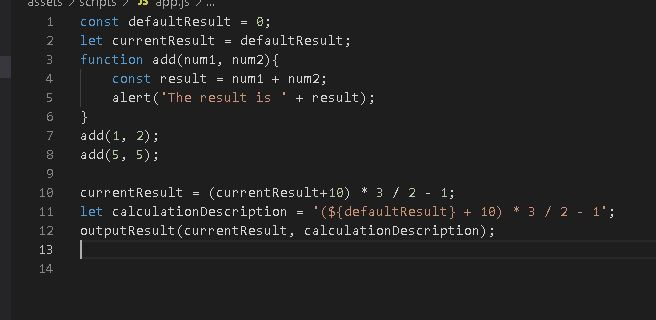 assets > scripts > JS app.js > ...
1 const defaultResult = 0;
2 let currentResult = defaultResult;
3 function add(num1, num2){
4 const result = num1 + num2;
5 alert('The result is ' + result);
6 }
7 add(1, 2);
8 add(5, 5);
9
10 currentResult = (currentResult+10) * 3 / 2 - 1;
11 let calculationDescription = '(${defaultResult} + 10) * 3 / 2 - 1';
12 outputResult(currentResult, calculationDescription);
13
14